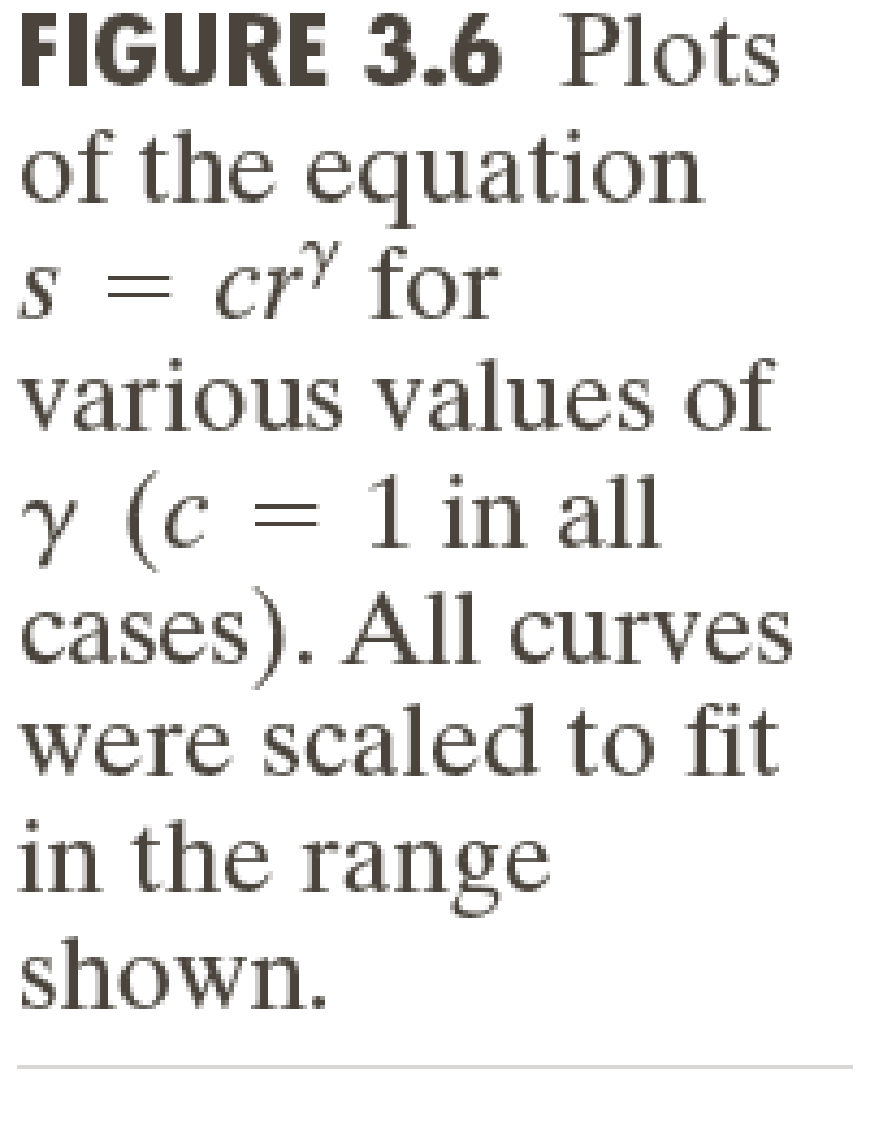 FIGURE 3.6 Plots
of the equation
s = cr^γ for
various values of
γ (c = 1 in all
cases). All curves
were scaled to fit
in the range
shown.